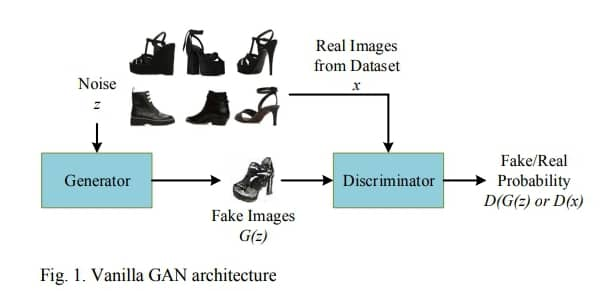 Real Images
from Dataset
x
Noise
z
Generator
Discriminator
Fake/Real
Probability
D(G(z) or D(x)
Fake Images
G(z)
Fig. 1. Vanilla GAN architecture